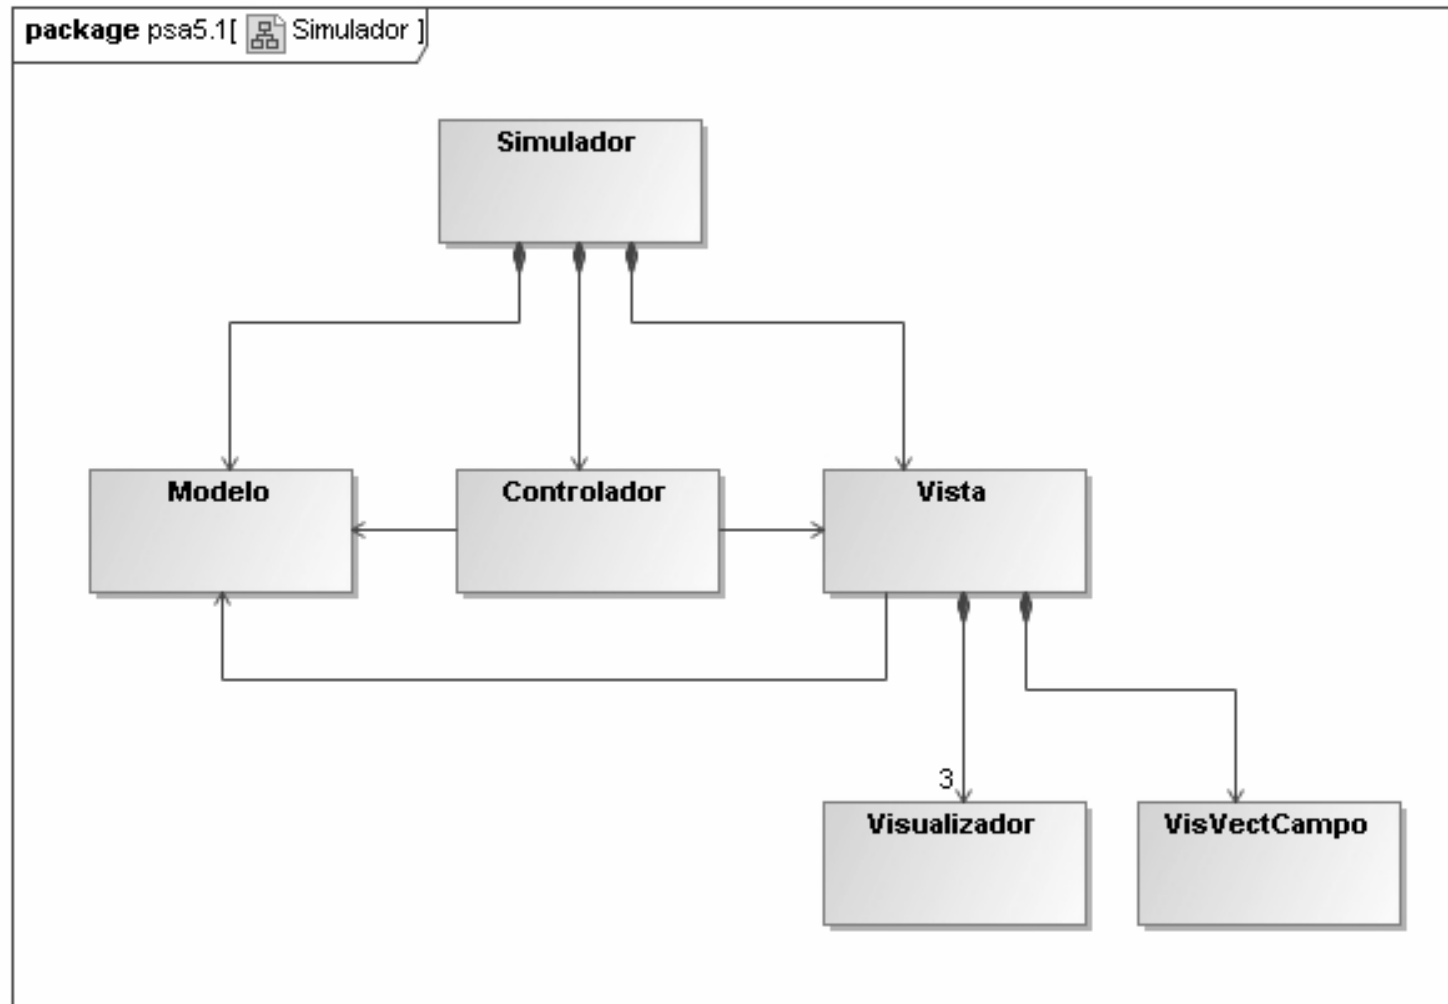 package psa5.1[ Simulador ]
Simulador
Modelo
Controlador
Vista
3
Visualizador
VisVectCampo